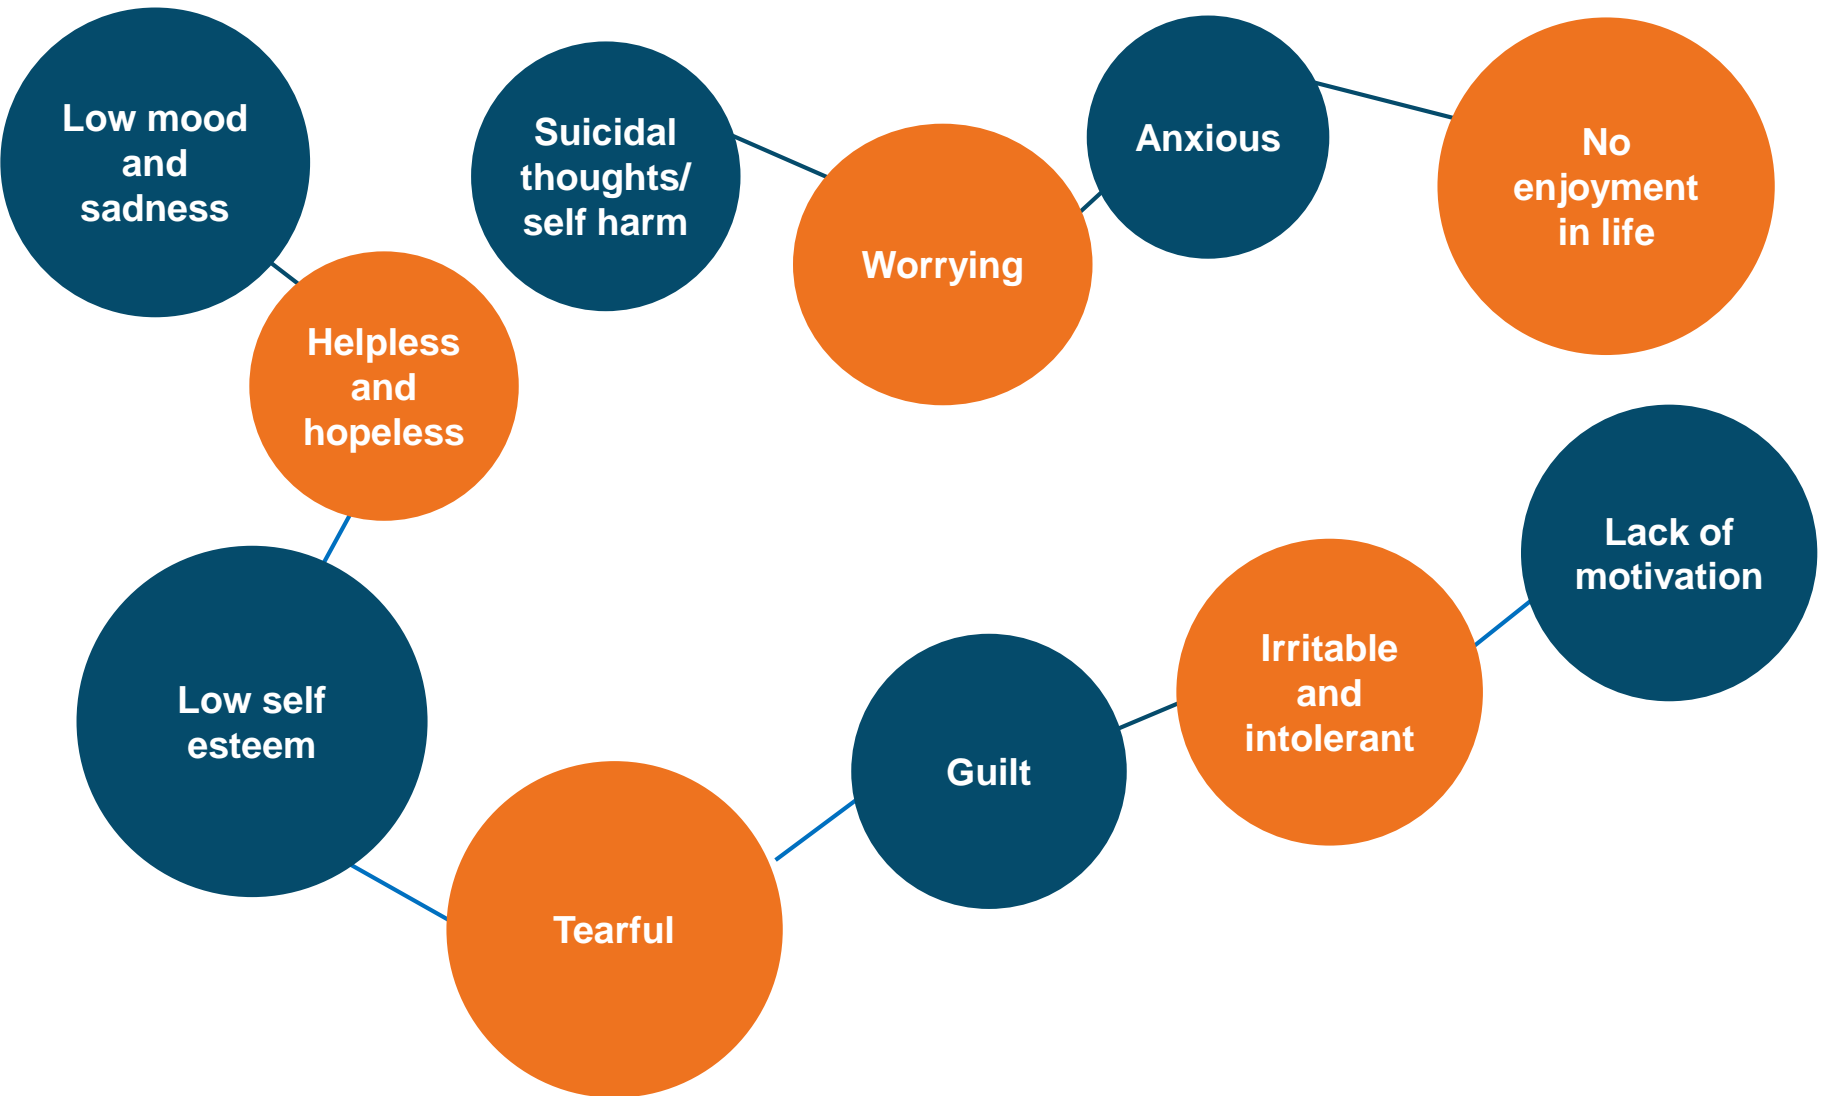 Low mood
and
sadness
Suicidal
thoughts/
self harm
Worrying
Anxious
No
enjoyment
in life
Helpless
and
hopeless
Lack of
motivation
Low self
esteem
Irritable
and
intolerant
Guilt
Tearful